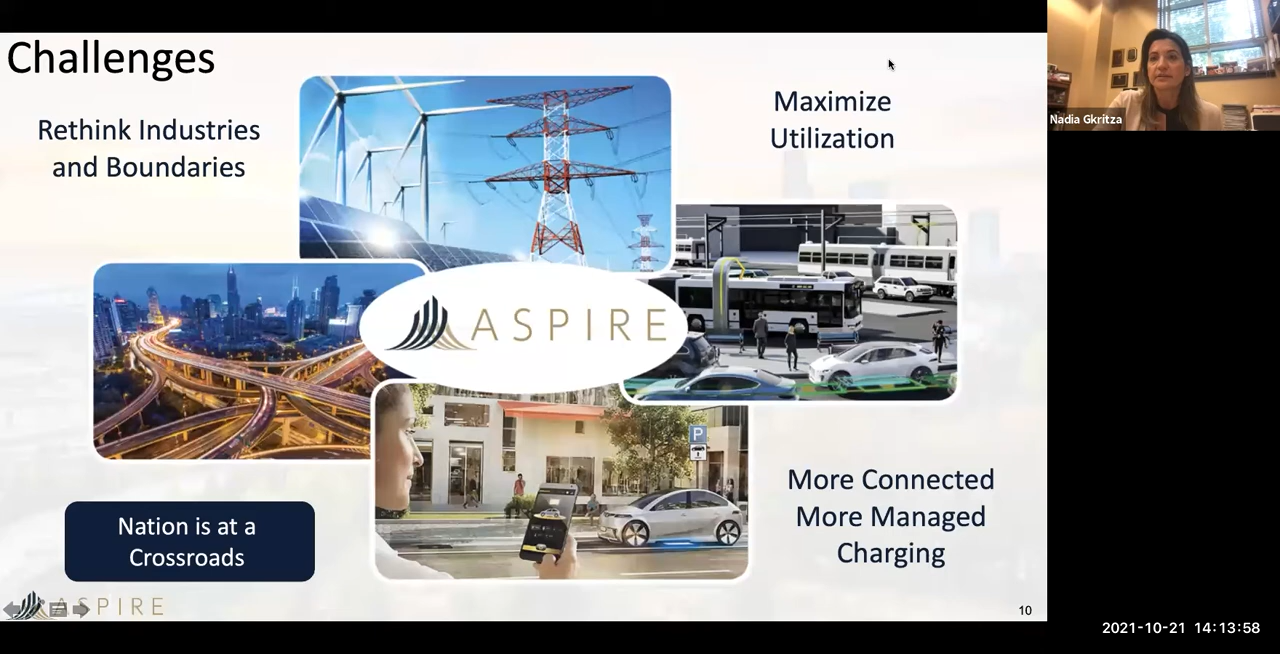 Challenges
Rethink Industries
and Boundaries
Maximize
Utilization
Nadia Gkritza
ASPIRE
P
Nation is at a
Crossroads
More Connected
More Managed
Charging
ASPIRE
10
2021-10-21 14:13:58